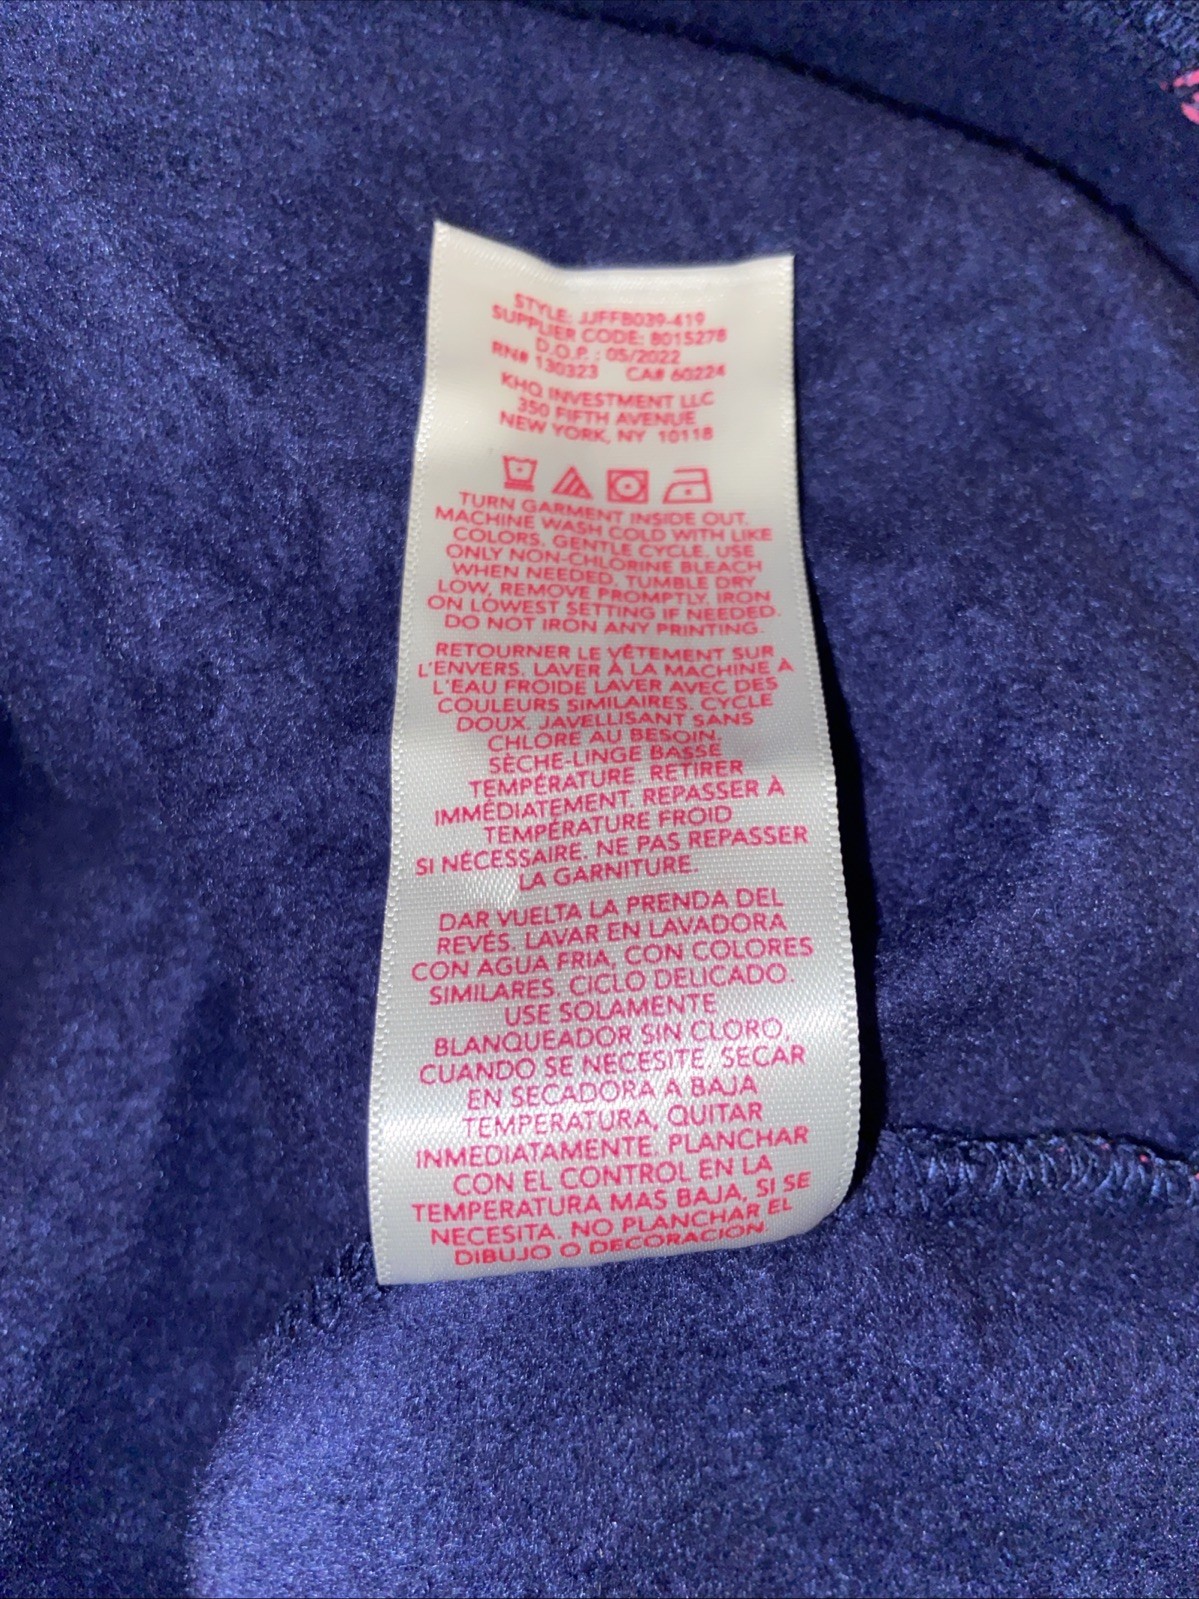 STYLE: JJFFB039-419
SUPPLIER CODE: 8015278
D.O.P. : 05/2022
RN# 130323 CA# 60224
KHQ INVESTMENT LLC
350 FIFTH AVENUE
NEW YORK, NY 10118
TURN GARMENT INSIDE OUT.
MACHINE WASH COLD WITH LIKE
COLORS. GENTLE CYCLE. USE
ONLY NON-CHLORINE BLEACH
WHEN NEEDED. TUMBLE DRY
LOW, REMOVE PROMPTLY. IRON
ON LOWEST SETTING IF NEEDED.
DO NOT IRON ANY PRINTING.
RETOURNER LE VÊTEMENT SUR
L'ENVERS. LAVER À LA MACHINE À
L'EAU FROIDE LAVER AVEC DES
COULEURS SIMILAIRES. CYCLE
DOUX. JAVELLISANT SANS
CHLORE AU BESOIN.
SÈCHE-LINGE BASSE
TEMPÉRATURE. RETIRER
IMMÉDIATEMENT. REPASSER À
TEMPÉRATURE FROID
SI NÉCESSAIRE. NE PAS REPASSER
LA GARNITURE.
DAR VUELTA LA PRENDA DEL
REVÉS. LAVAR EN LAVADORA
CON AGUA FRIA, CON COLORES
SIMILARES. CICLO DELICADO.
USE SOLAMENTE
BLANQUEADOR SIN CLORO,
CUANDO SE NECESITE, SECAR
EN SECADORA A BAJA
TEMPERATURA, QUITAR
INMEDIATAMENTE. PLANCHAR
CON EL CONTROL EN LA
TEMPERATURA MAS BAJA, SI SE
NECESITA. NO PLANCHAR EL
DIBUJO O DECORACION.